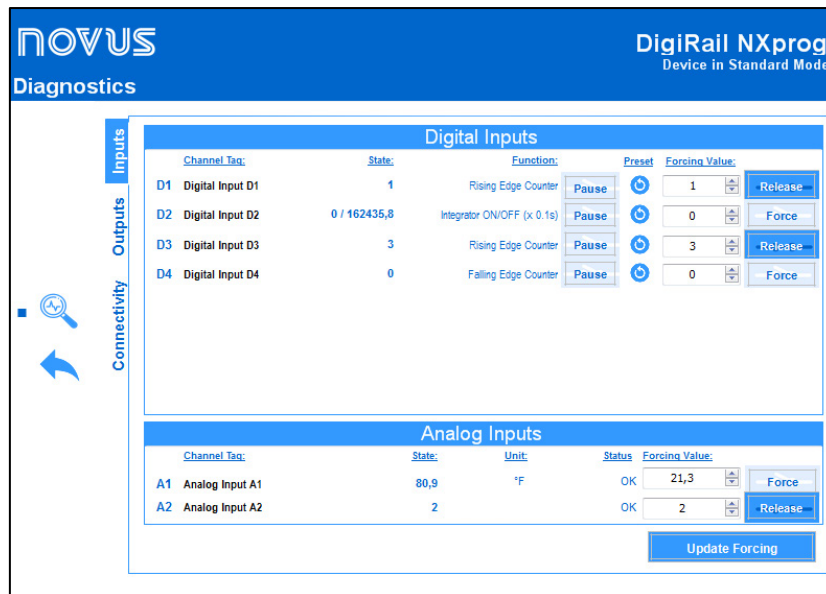 NOVUS
DigiRail NXprog
Device in Standard Mode
Diagnostics
Inputs
Outputs
Connectivity
Digital Inputs
Channel Tag: State: Function: Preset Forcing Value:
D1 Digital Input D1 1 Rising Edge Counter Pause 1 Release
D2 Digital Input D2 0 / 162435,8 Integrator ON/OFF (x 0.1s) Pause 0 Force
D3 Digital Input D3 3 Rising Edge Counter Pause 3 Release
D4 Digital Input D4 0 Falling Edge Counter Pause 0 Force
Analog Inputs
Channel Tag: State: Unit: Status Forcing Value:
A1 Analog Input A1 80,9 °F OK 21,3 Force
A2 Analog Input A2 2 OK 2 Release
Update Forcing